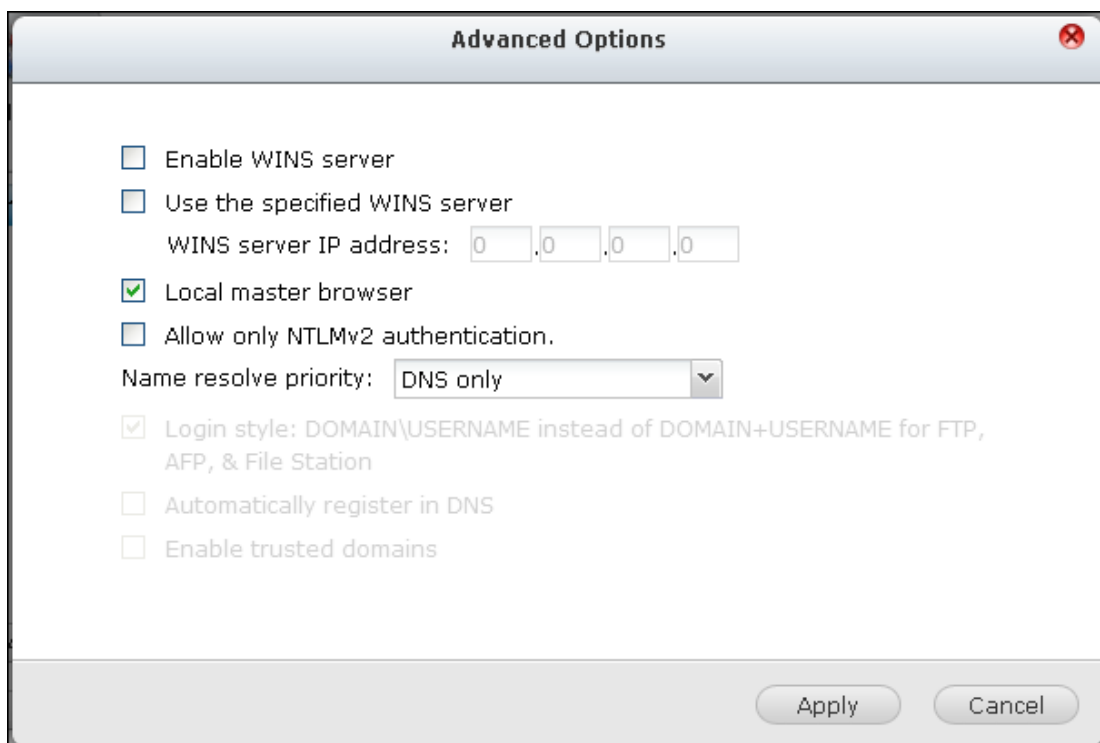 Advanced Options
Enable WINS server
Use the specified WINS server
WINS server IP address: 0 .0 .0 .0
Local master browser
Allow only NTLMv2 authentication.
Name resolve priority: DNS only
Login style: DOMAIN\USERNAME instead of DOMAIN+USERNAME for FTP,
AFP, & File Station
Automatically register in DNS
Enable trusted domains
Apply Cancel